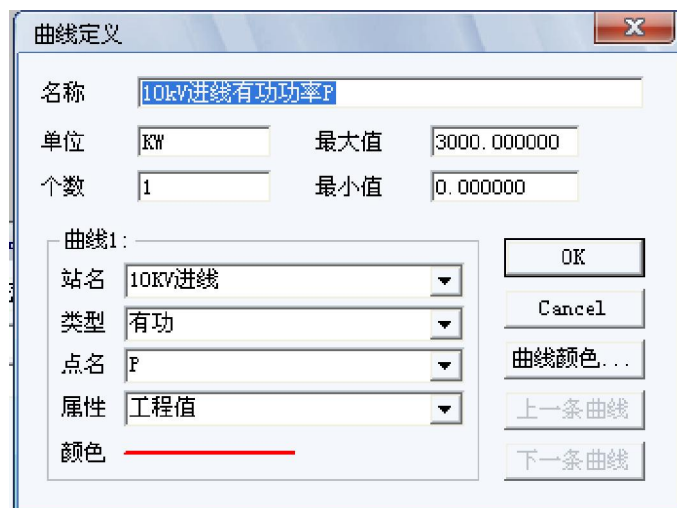 曲线定义
名称 10kV进线有功功率P
单位 KW 最大值 3000.000000
个数 1 最小值 0.000000
曲线1:
站名 10KV进线
类型 有功
点名 P
属性 工程值
颜色
OK
Cancel
曲线颜色...
上一条曲线
下一条曲线